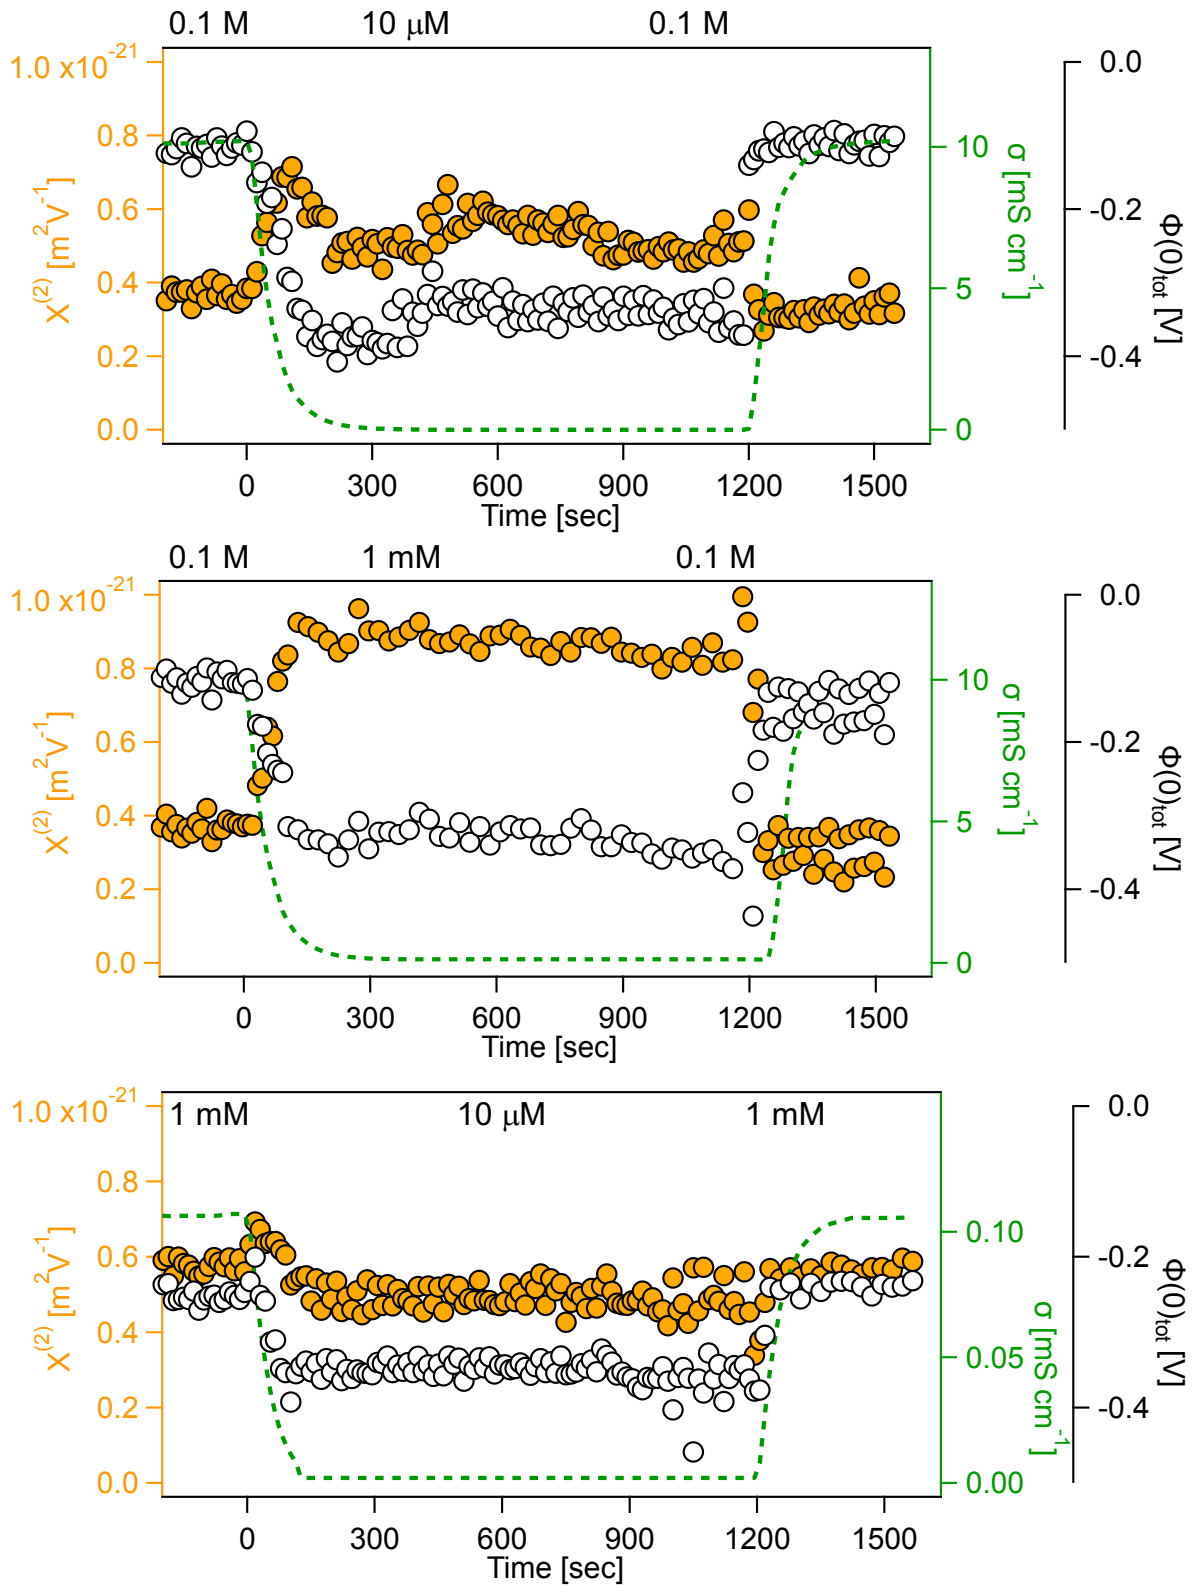 0.1 M 10 μM 0.1 M
1.0 x10-21
0.8
0.6
0.4
0.2
0.0
X(2) [m2V-1]
10
5
0
σ [mS cm-1]
0.0
-0.2
-0.4
Φ(0)tot [V]
0 300 600 900 1200 1500
Time [sec]
0.1 M 1 mM 0.1 M
1.0 x10-21
0.8
0.6
0.4
0.2
0.0
X(2) [m2V-1]
10
5
0
σ [mS cm-1]
0.0
-0.2
-0.4
Φ(0)tot [V]
0 300 600 900 1200 1500
Time [sec]
1 mM 10 μM 1 mM
1.0 x10-21
0.8
0.6
0.4
0.2
0.0
X(2) [m2V-1]
0.10
0.05
0.00
σ [mS cm-1]
0.0
-0.2
-0.4
Φ(0)tot [V]
0 300 600 900 1200 1500
Time [sec]